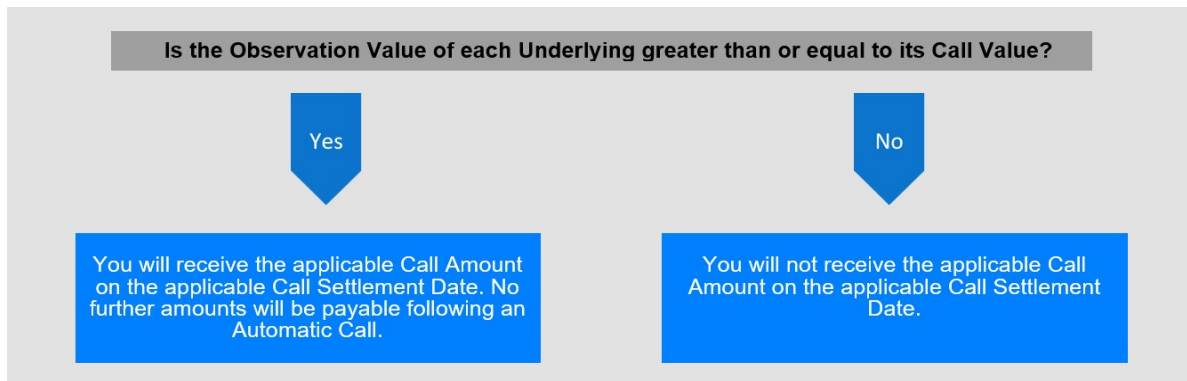 Is the Observation Value of each Underlying greater than or equal to its Call Value?
Yes
No
You will receive the applicable Call Amount
on the applicable Call Settlement Date. No
further amounts will be payable following an
Automatic Call.
You will not receive the applicable Call
Amount on the applicable Call Settlement
Date.